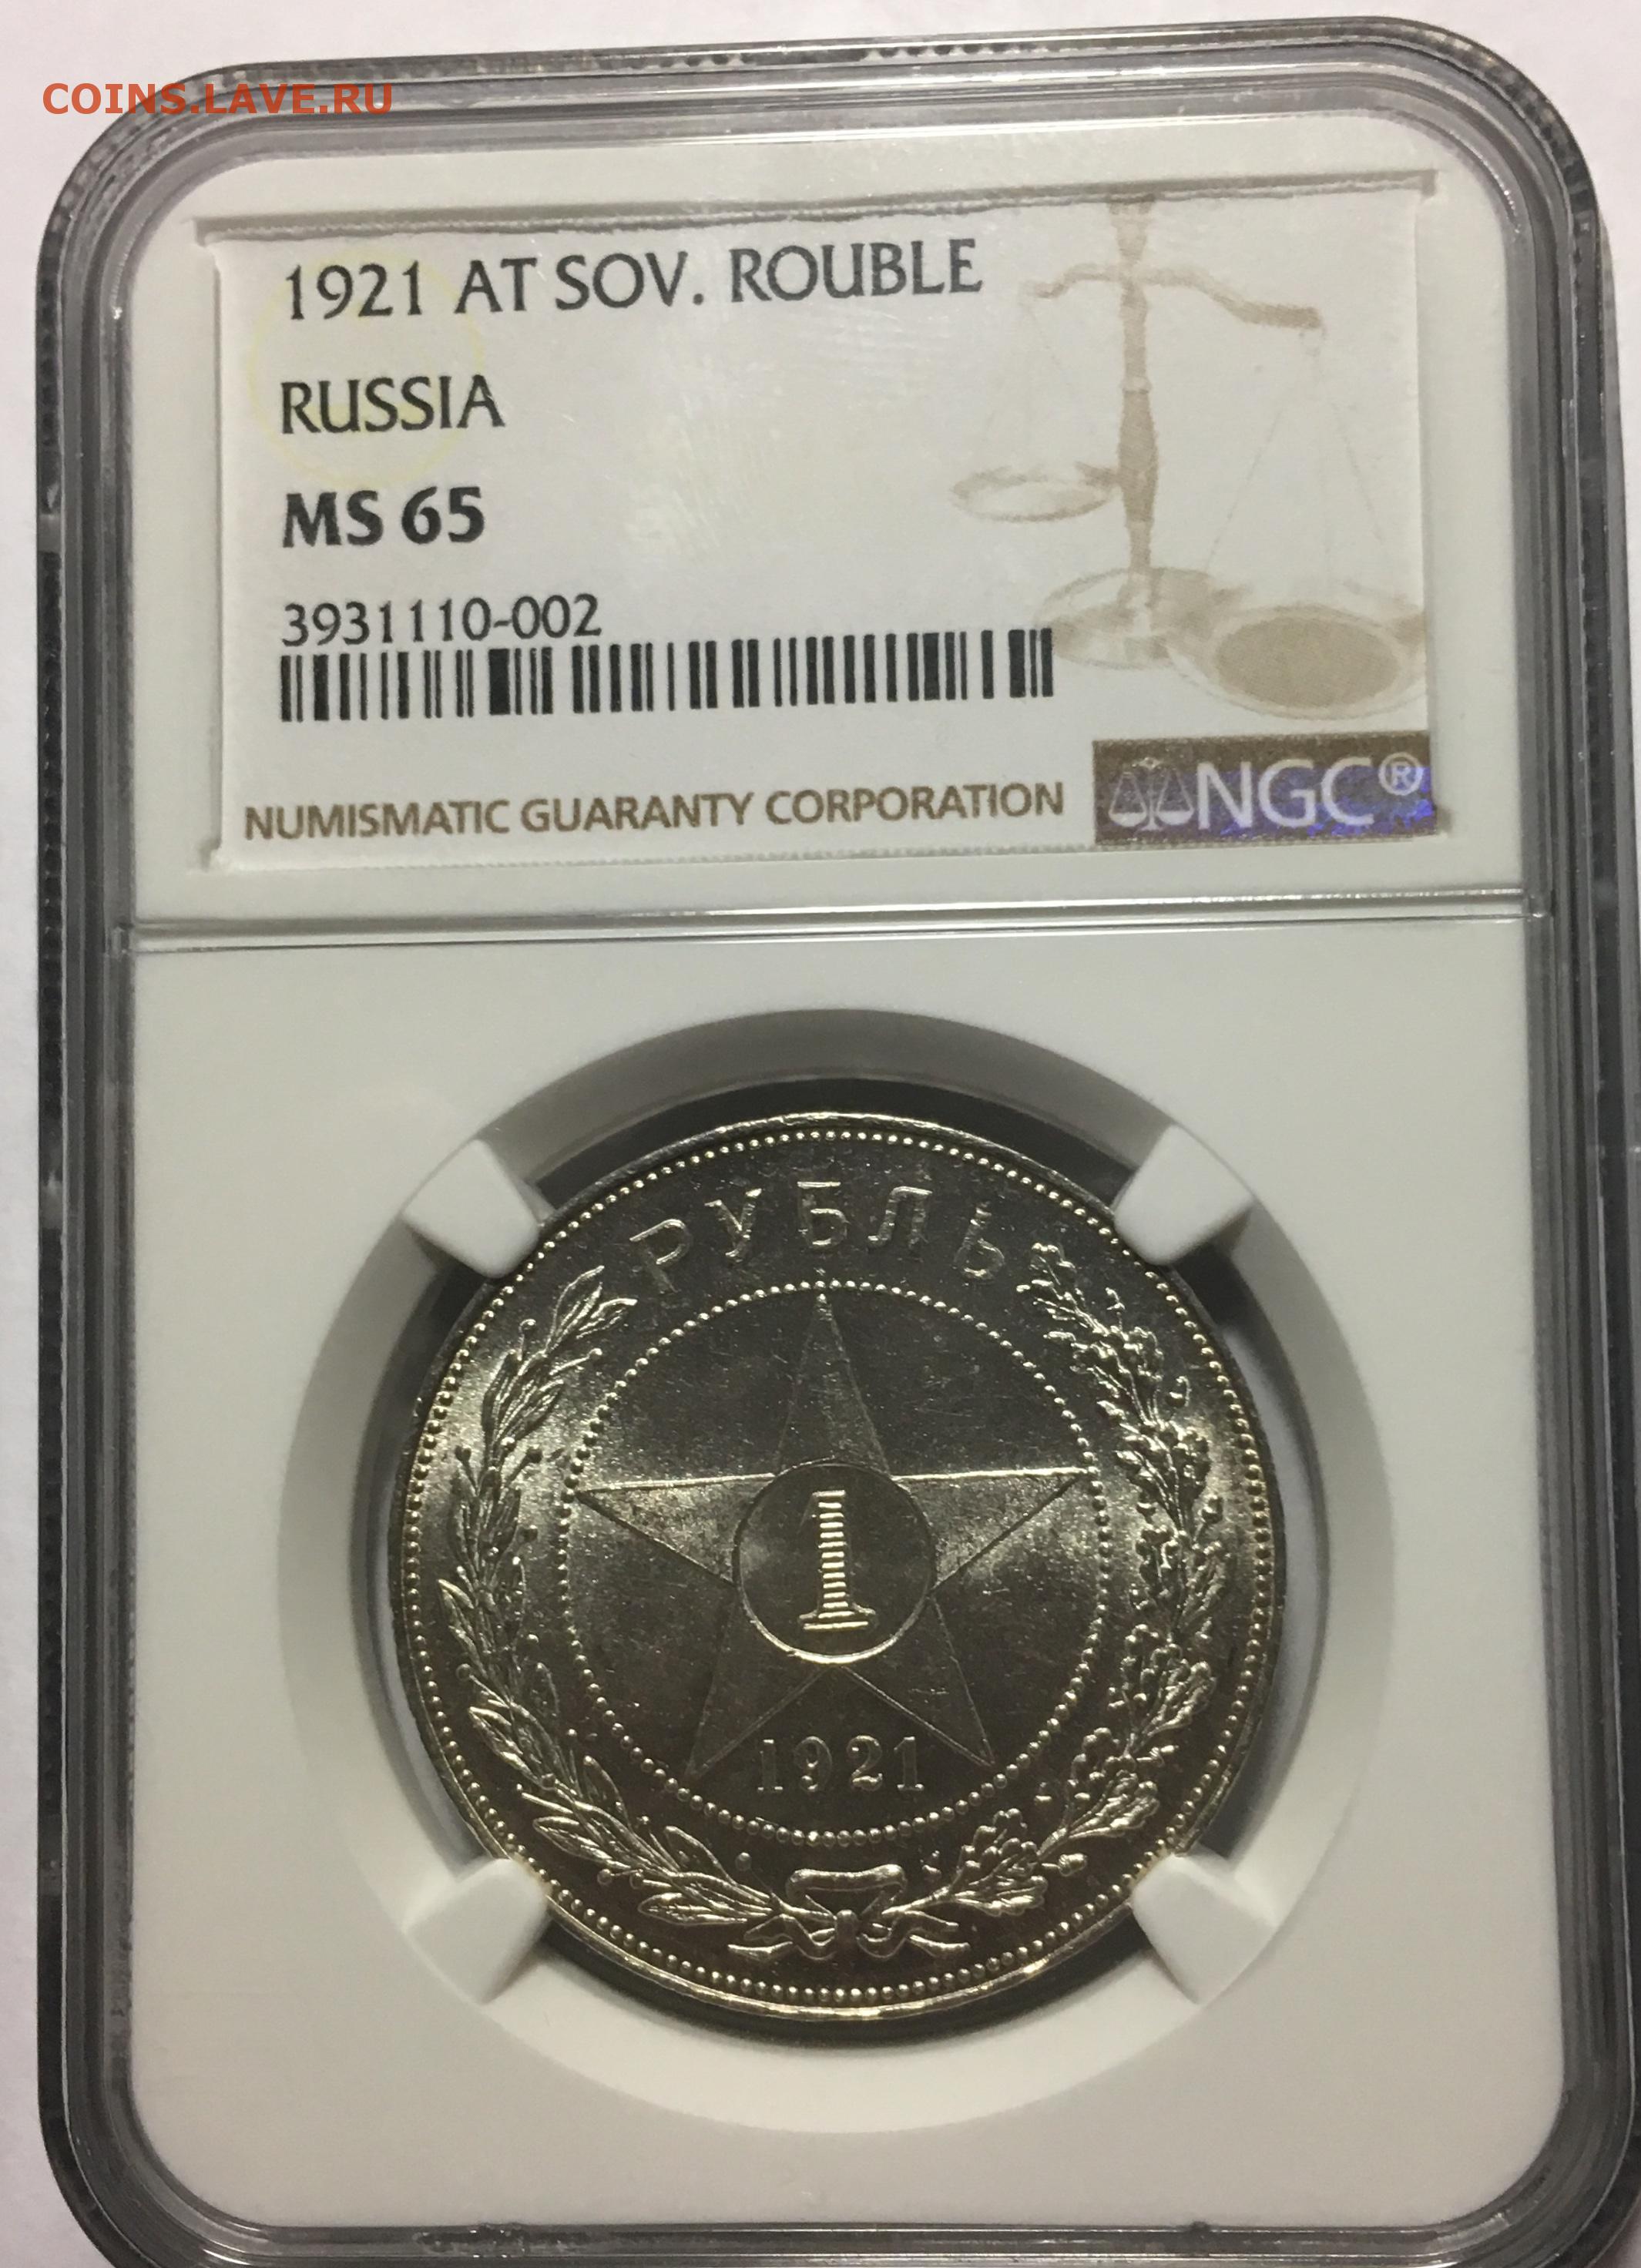 COINS.LAVE.RU
1921 AT SOV. ROUBLE
RUSSIA
MS 65
3931110-002
NUMISMATIC GUARANTY CORPORATION
NGC®
РУБЛЬ
1
1921